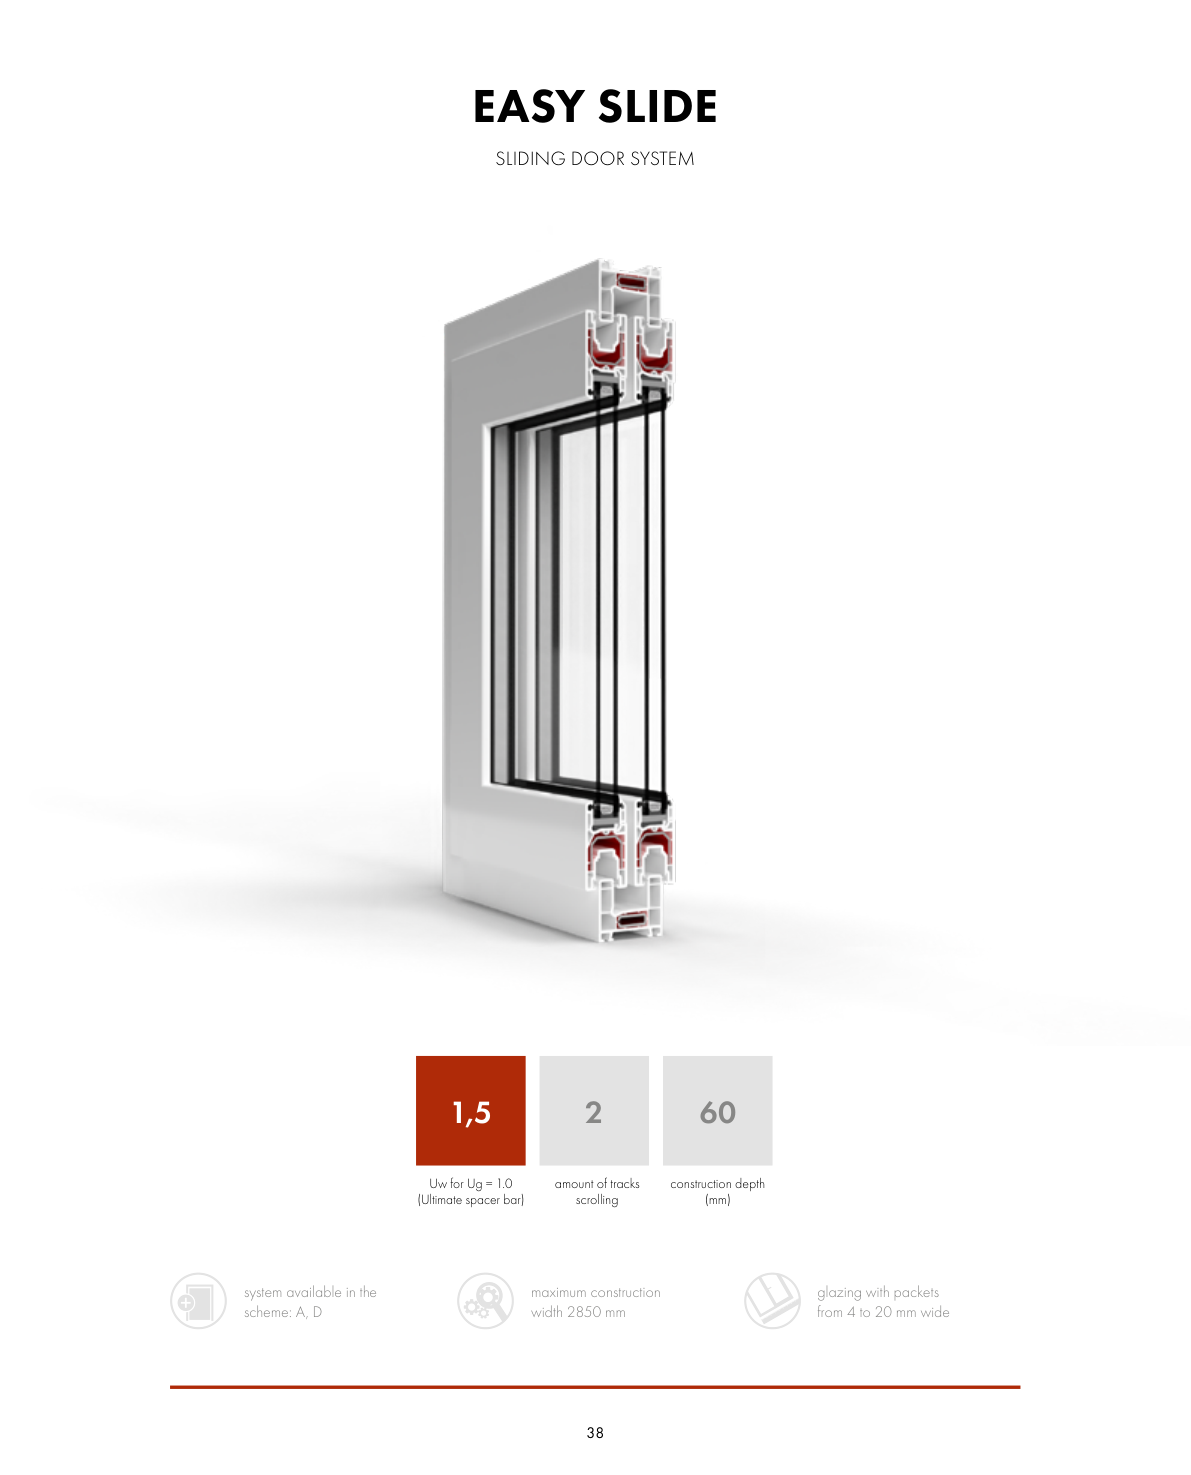 EASY SLIDE
SLIDING DOOR SYSTEM
1,5
2
60
Uw for Ug = 1.0
(Ultimate spacer bar)
amount of tracks
scrolling
construction depth
(mm)
system available in the
scheme: A, D
maximum construction
width 2850 mm
glazing with packets
from 4 to 20 mm wide
38